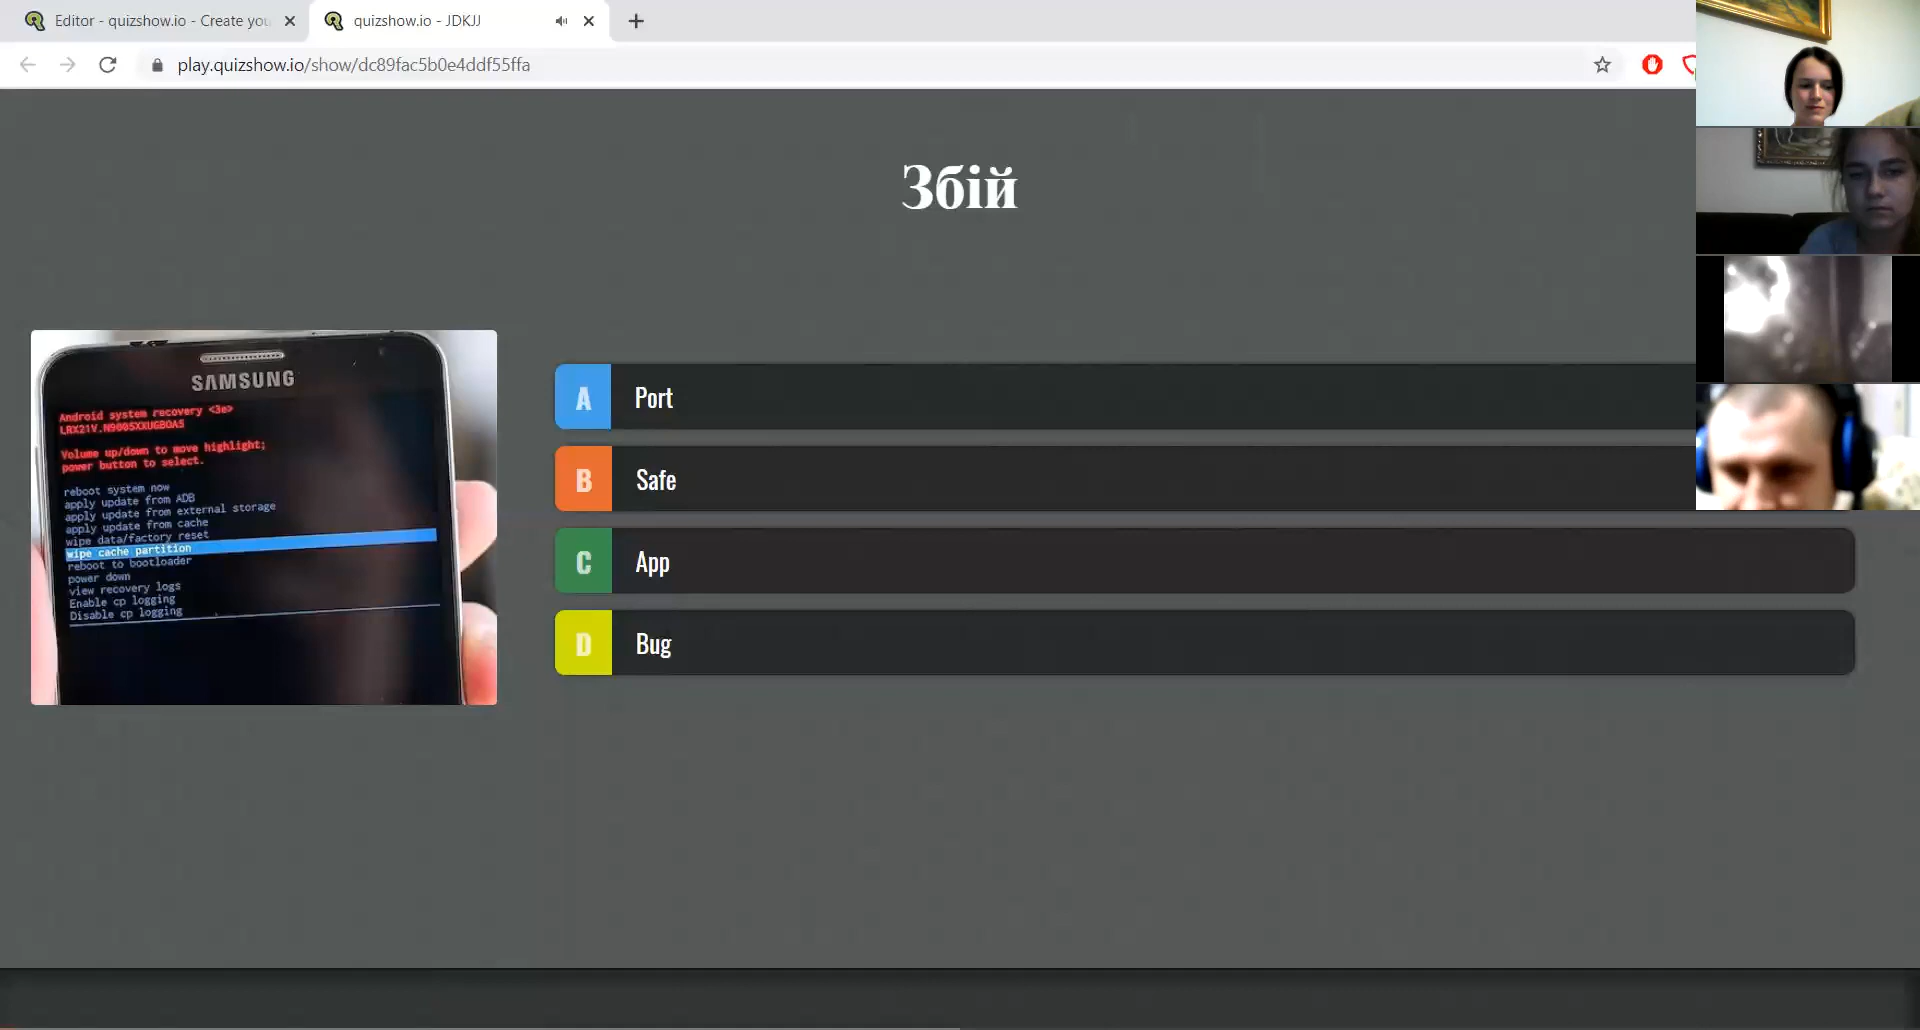 Editor - quizshow.io - Create you
quizshow.io - JDKJJ
play.quizshow.io/show/dc89fac5b0e4ddf55ffa
Збій
SAMSUNG
Android system recovery <3e>
LRX21V.N9005XXUGBOA5
Volume up/down to move highlight;
power button to select.
reboot system now
apply update from ADB
apply update from external storage
apply update from cache
wipe data/factory reset
wipe cache partition
reboot to bootloader
power down
view recovery logs
Enable cp logging
Disable cp logging
A Port
B Safe
C App
D Bug